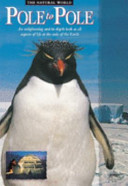 THE NATURAL WORLD
POLE to POLE
An enlightening and in-depth look at all
aspects of life at the ends of the Earth